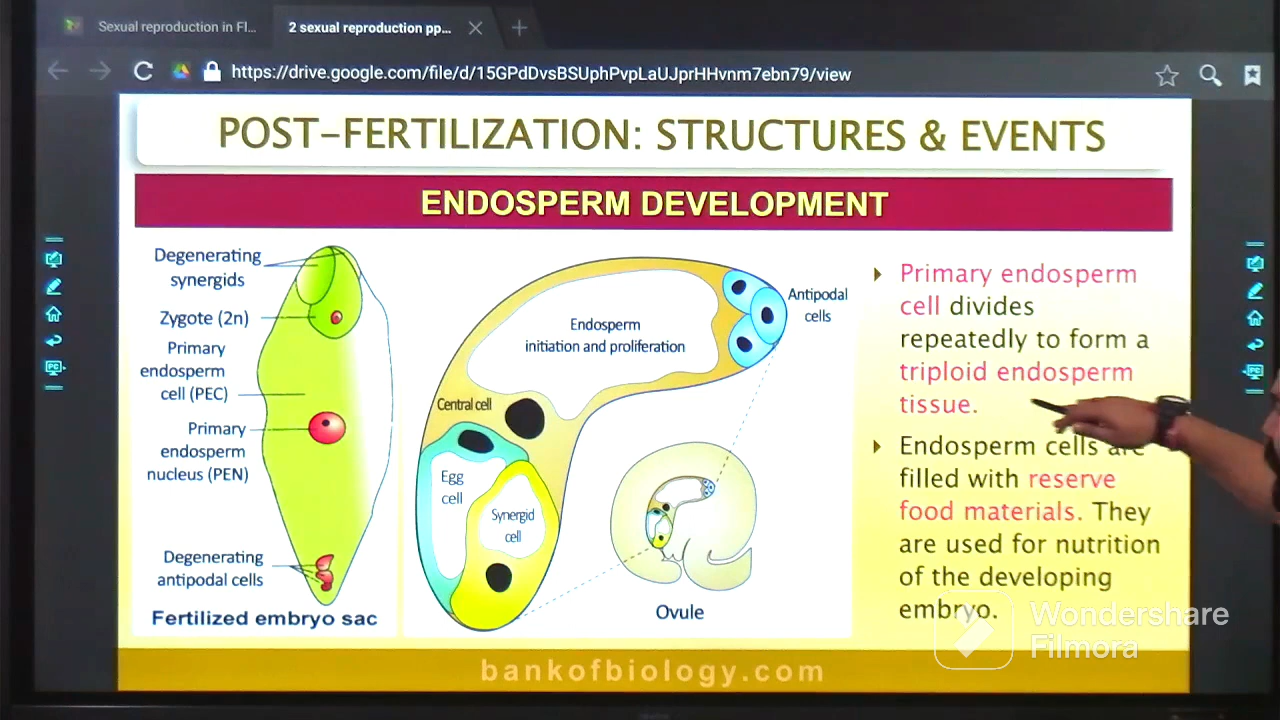 Sexual reproduction in Fl...
2 sexual reproduction pp...
https://drive.google.com/file/d/15GPdDvsBSUphPvpLaUJprHHvnm7ebn79/view
POST-FERTILIZATION: STRUCTURES & EVENTS
ENDOSPERM DEVELOPMENT
Degenerating
synergids
Zygote (2n)
Primary
endosperm
cell (PEC)
Primary
endosperm
nucleus (PEN)
Degenerating
antipodal cells
Fertilized embryo sac
Endosperm
initiation and proliferation
Antipodal
cells
Central cell
Egg
cell
Synergid
cell
Ovule
Primary endosperm
cell divides
repeatedly to form a
triploid endosperm
tissue.
Endosperm cells are
filled with reserve
food materials. They
are used for nutrition
of the developing
embryo.
Wondershare
Filmora
bankofbiology.com
PC
PC